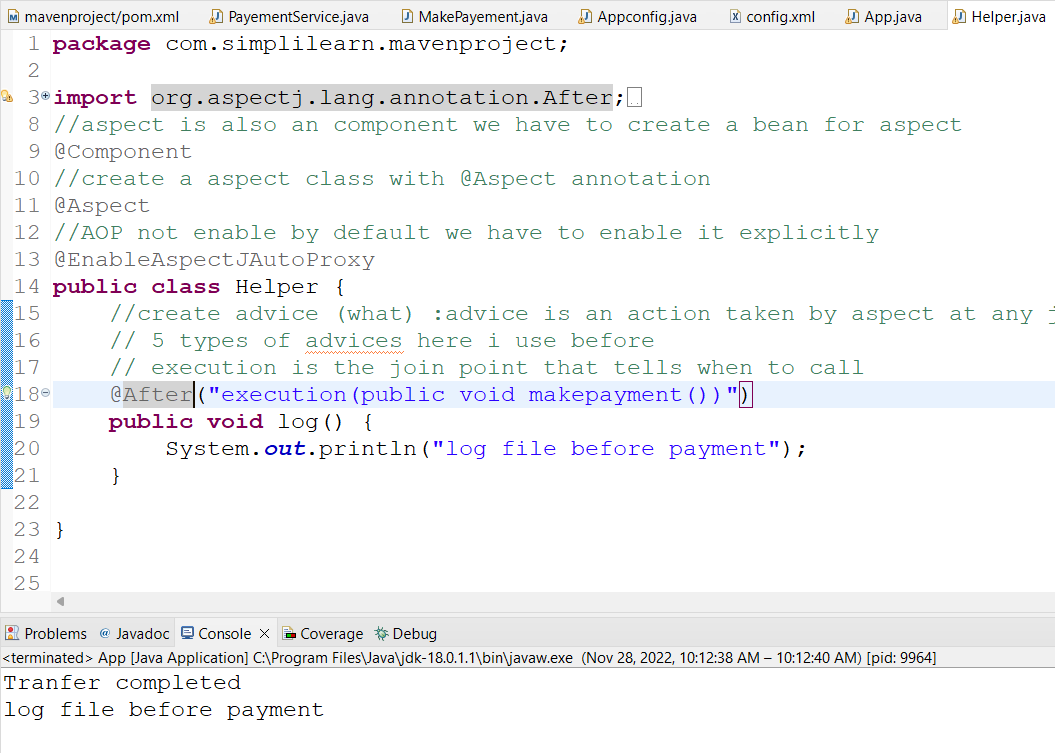 mavenproject/pom.xml PayementService.java MakePayement.java Appconfig.java config.xml App.java Helper.java
1 package com.simplilearn.mavenproject;
2
3 import org.aspectj.lang.annotation.After;
8 //aspect is also an component we have to create a bean for aspect
9 @Component
10 //create a aspect class with @Aspect annotation
11 @Aspect
12 //AOP not enable by default we have to enable it explicitly
13 @EnableAspectJAutoProxy
14 public class Helper {
15 //create advice (what) :advice is an action taken by aspect at any
16 // 5 types of advices here i use before
17 // execution is the join point that tells when to call
18 @After("execution(public void makepayment())")
19 public void log() {
20 System.out.println("log file before payment");
21 }
22
23 }
24
25
Problems @ Javadoc Console Coverage Debug
<terminated> App [Java Application] C:\Program Files\Java\jdk-18.0.1.1\bin\javaw.exe (Nov 28, 2022, 10:12:38 AM – 10:12:40 AM) [pid: 9964]
Tranfer completed
log file before payment